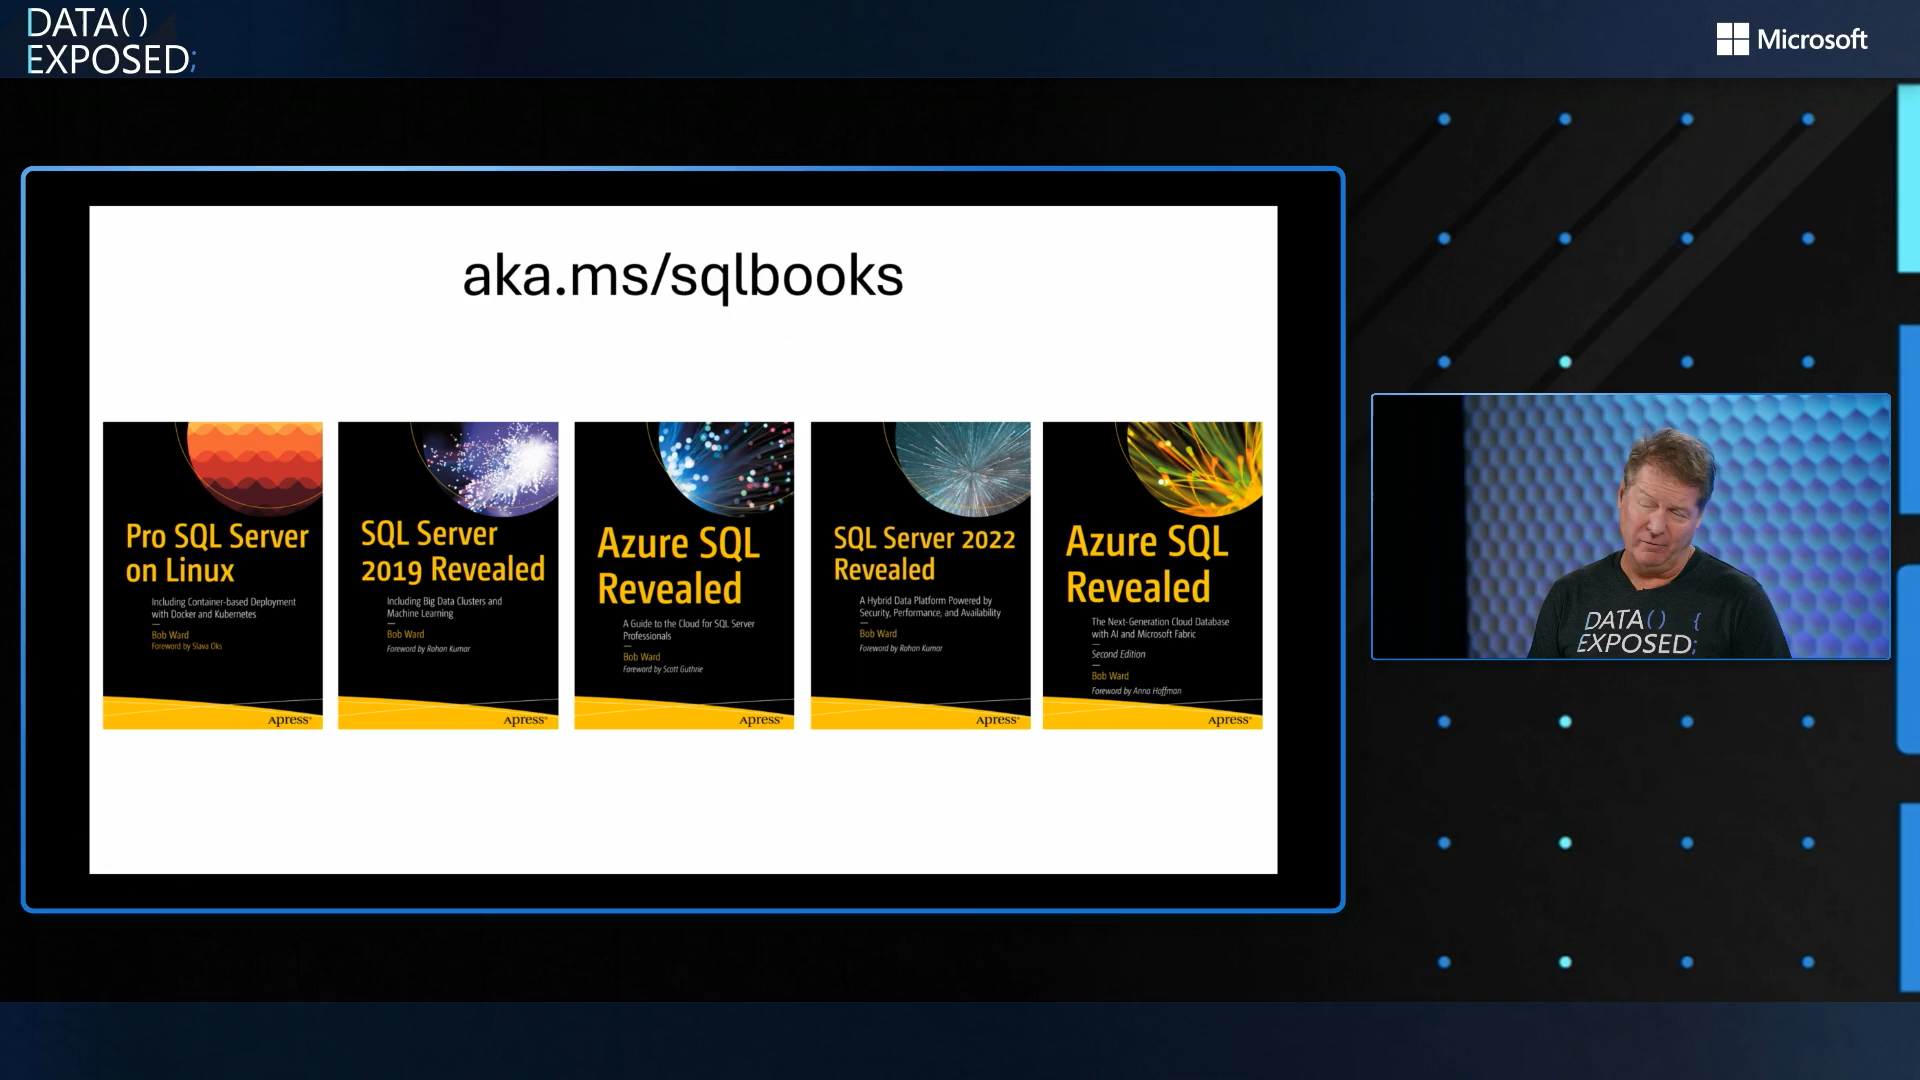 DATA()
EXPOSED;
Microsoft
aka.ms/sqlbooks
Pro SQL Server
on Linux
Including Container-based Deployment
with Docker and Kubernetes
Bob Ward
Foreword by Slava Oks
Apress®
SQL Server
2019 Revealed
Including Big Data Clusters and
Machine Learning
Bob Ward
Foreword by Rohan Kumar
Apress®
Azure SQL
Revealed
A Guide to the Cloud for SQL Server
Professionals
Bob Ward
Foreword by Scott Guthrie
Apress®
SQL Server 2022
Revealed
A Hybrid Data Platform Powered by
Security, Performance, and Availability
Bob Ward
Foreword by Rohan Kumar
Apress®
Azure SQL
Revealed
The Next-Generation Cloud Database
with AI and Microsoft Fabric
Second Edition
Bob Ward
Foreword by Anna Hoffman
Apress®
DATA() {
EXPOSED;